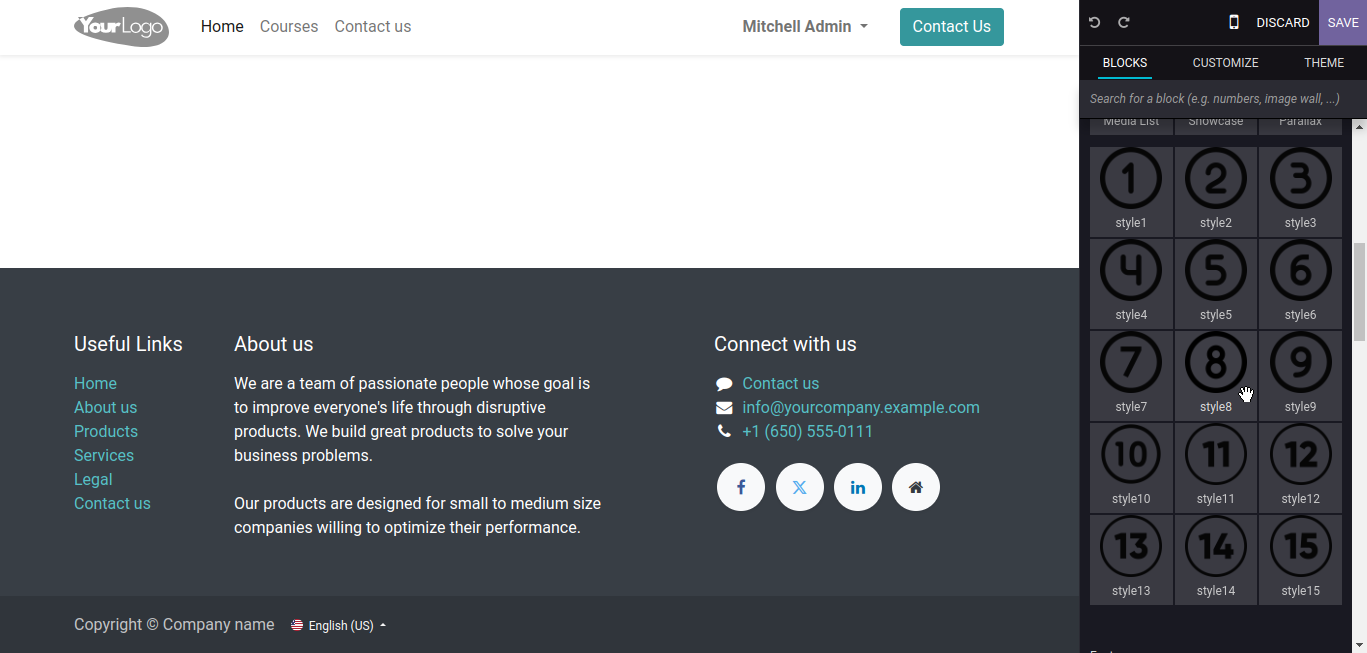 YourLogo
Home Courses Contact us Mitchell Admin Contact Us
DISCARD SAVE
BLOCKS CUSTOMIZE THEME
Search for a block (e.g. numbers, image wall, ...)
Media List Showcase Parallax
1 2 3
style1 style2 style3
4 5 6
style4 style5 style6
7 8 9
style7 style8 style9
10 11 12
style10 style11 style12
13 14 15
style13 style14 style15
Useful Links
Home
About us
Products
Services
Legal
Contact us
About us
We are a team of passionate people whose goal is
to improve everyone's life through disruptive
products. We build great products to solve your
business problems.
Our products are designed for small to medium size
companies willing to optimize their performance.
Connect with us
Contact us
info@yourcompany.example.com
+1 (650) 555-0111
Copyright © Company name English (US)